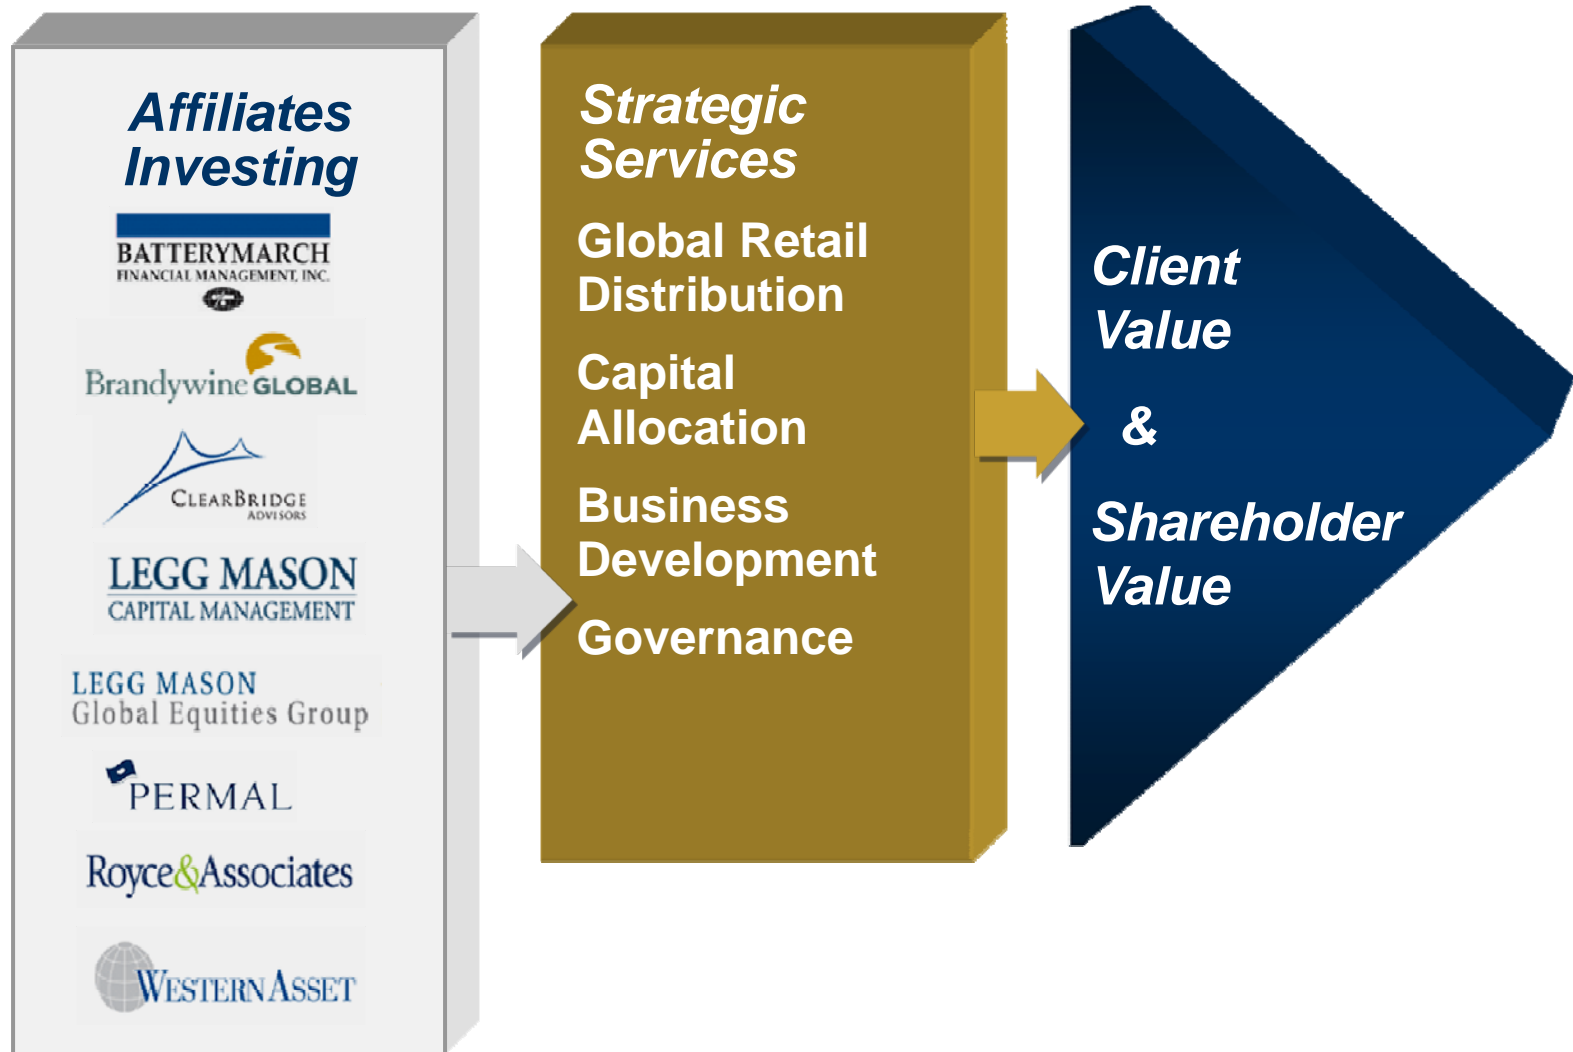 Affiliates
Investing
BATTERYMARCH
FINANCIAL MANAGEMENT, INC.
Brandywine GLOBAL
CLEARBRIDGE
ADVISORS
LEGG MASON
CAPITAL MANAGEMENT
LEGG MASON
Global Equities Group
PERMAL
Royce&Associates
WESTERN ASSET
Strategic
Services
Global Retail
Distribution
Capital
Allocation
Business
Development
Governance
Client
Value
&
Shareholder
Value